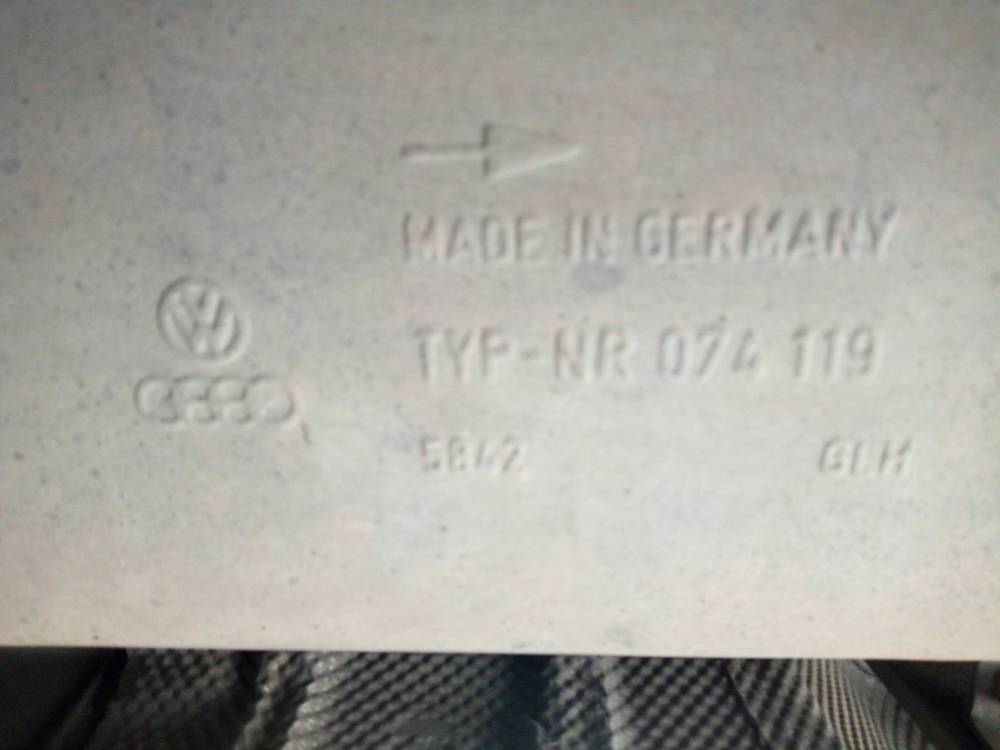 MADE IN GERMANY
TYP-NR 074 119
5842
GLH